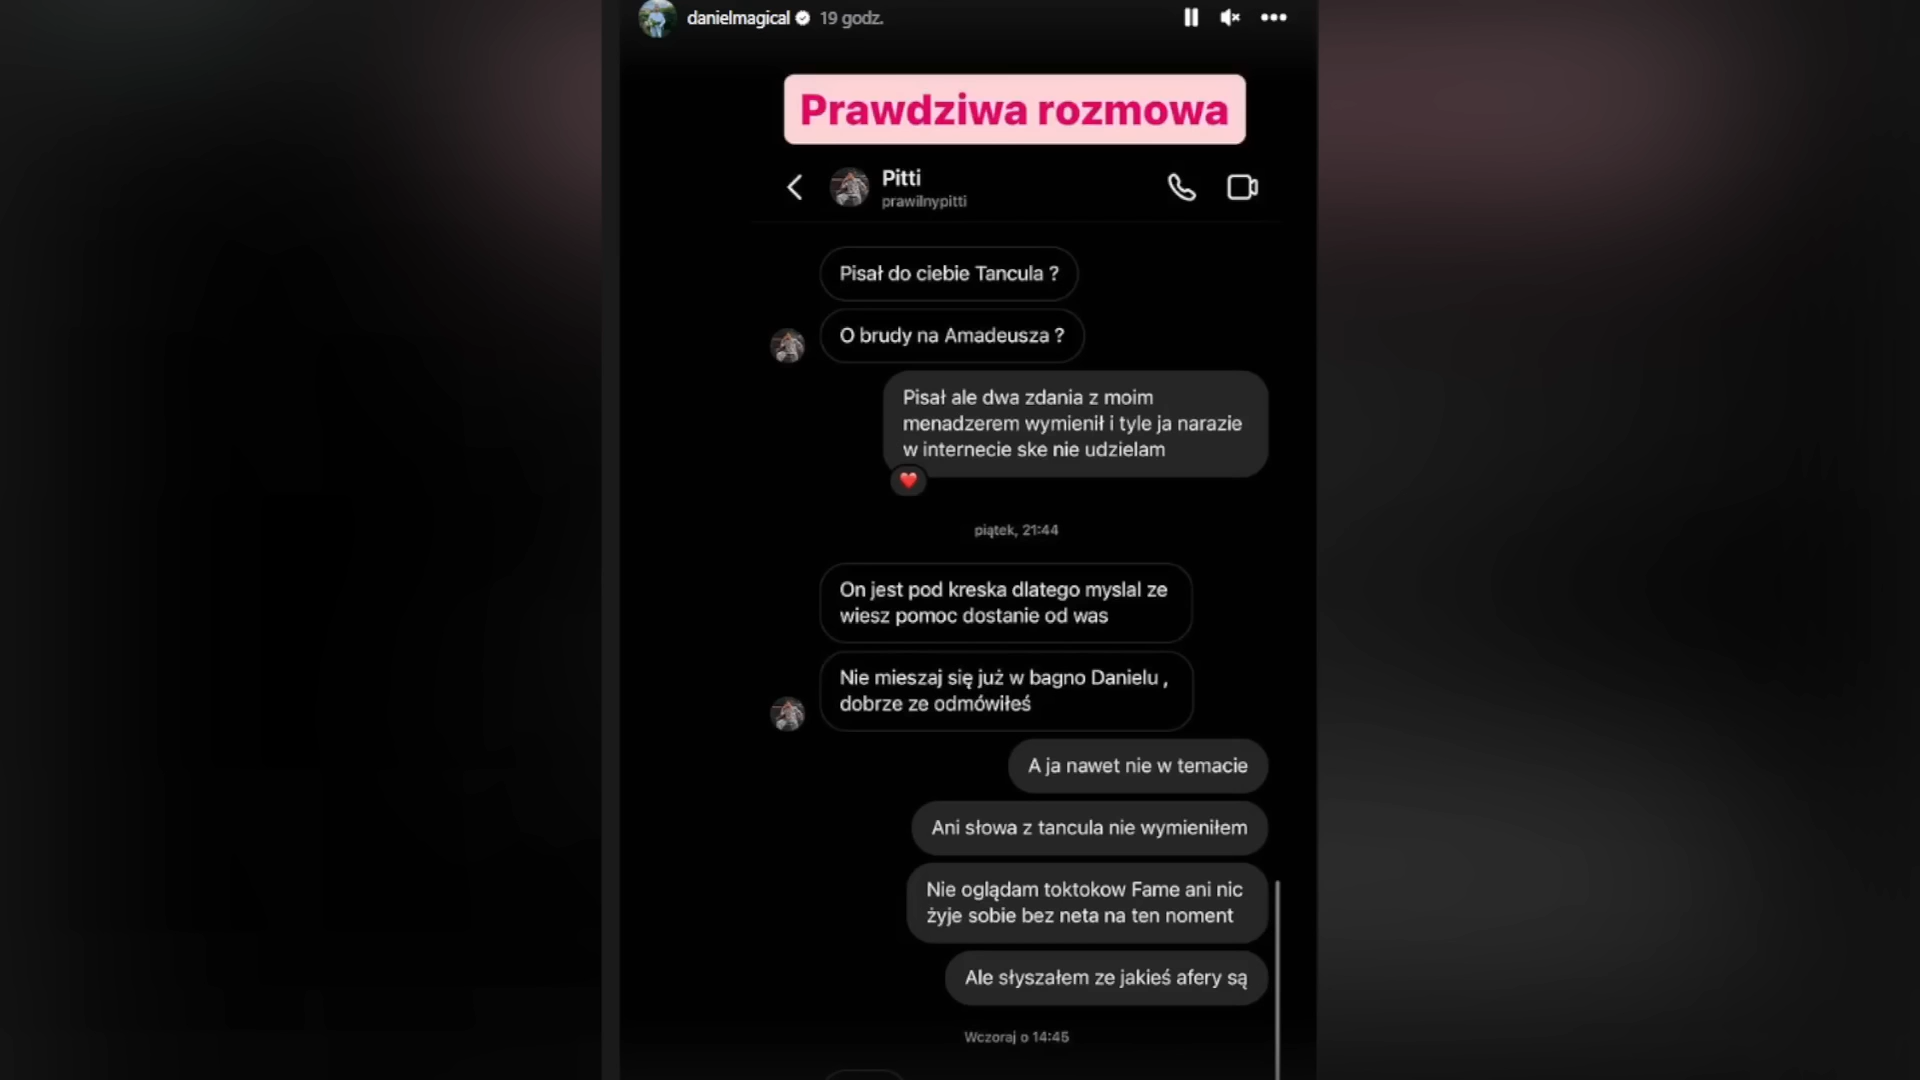 danielmagical 19 godz.
Prawdziwa rozmowa
Pitti
prawilnypitti
Pisał do ciebie Tancula ?
O brudy na Amadeusza ?
Pisał ale dwa zdania z moim
menadzerem wymienił i tyle ja narazie
w internecie ske nie udzielam
piątek, 21:44
On jest pod kreska dlatego myslal ze
wiesz pomoc dostanie od was
Nie mieszaj się już w bagno Danielu ,
dobrze ze odmówiłeś
A ja nawet nie w temacie
Ani słowa z tancula nie wymieniłem
Nie oglądam toktokow Fame ani nic
żyje sobie bez neta na ten noment
Ale słyszałem ze jakieś afery są
Wczoraj o 14:45